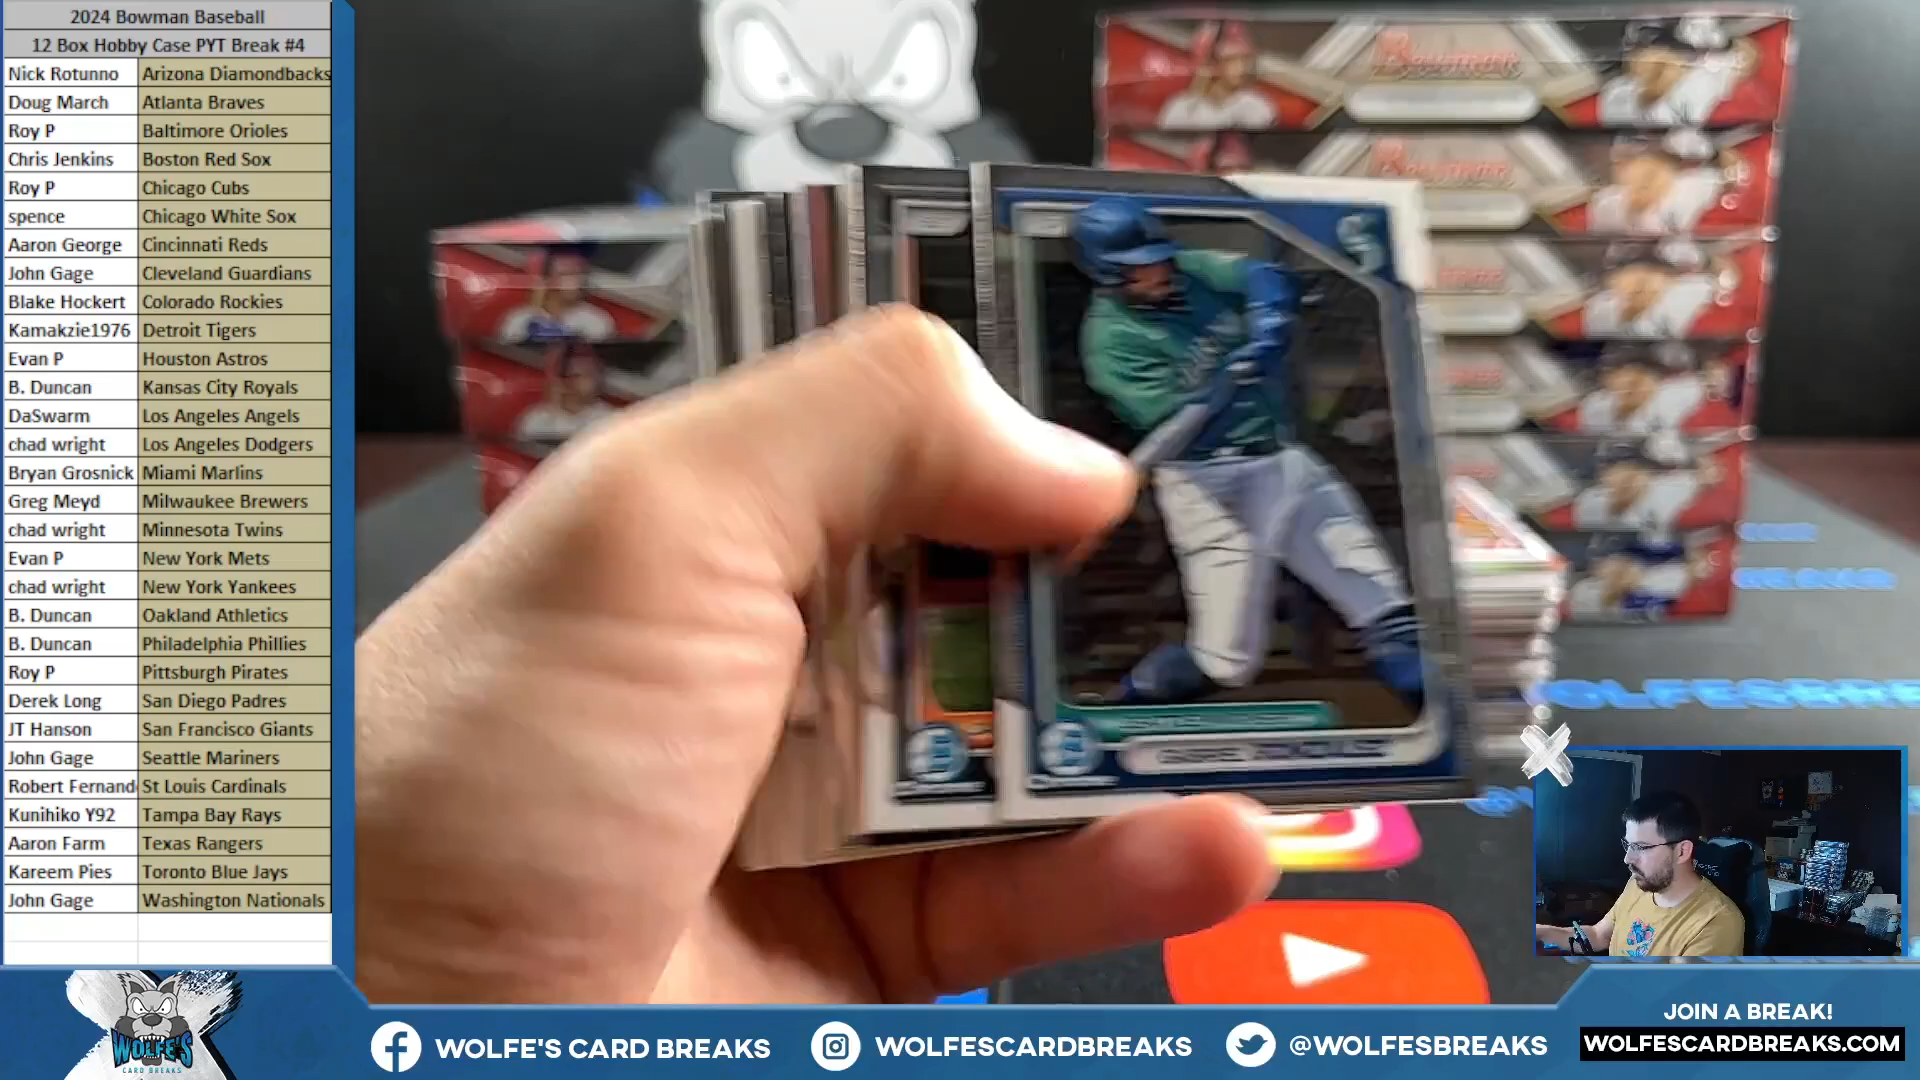 2024 Bowman Baseball
12 Box Hobby Case PYT Break #4
Nick Rotunno Arizona Diamondbacks
Doug March Atlanta Braves
Roy P Baltimore Orioles
Chris Jenkins Boston Red Sox
Roy P Chicago Cubs
spence Chicago White Sox
Aaron George Cincinnati Reds
John Gage Cleveland Guardians
Blake Hockert Colorado Rockies
Kamakzie1976 Detroit Tigers
Evan P Houston Astros
B. Duncan Kansas City Royals
DaSwarm Los Angeles Angels
chad wright Los Angeles Dodgers
Bryan Grosnick Miami Marlins
Greg Meyd Milwaukee Brewers
chad wright Minnesota Twins
Evan P New York Mets
chad wright New York Yankees
B. Duncan Oakland Athletics
B. Duncan Philadelphia Phillies
Roy P Pittsburgh Pirates
Derek Long San Diego Padres
JT Hanson San Francisco Giants
John Gage Seattle Mariners
Robert Fernand St Louis Cardinals
Kunihiko Y92 Tampa Bay Rays
Aaron Farm Texas Rangers
Kareem Pies Toronto Blue Jays
John Gage Washington Nationals
Bowman
Bowman
WOLFE'S
CARD BREAKS
WOLFE'S CARD BREAKS
WOLFESCARDBREAKS
@WOLFESBREAKS
JOIN A BREAK!
WOLFESCARDBREAKS.COM